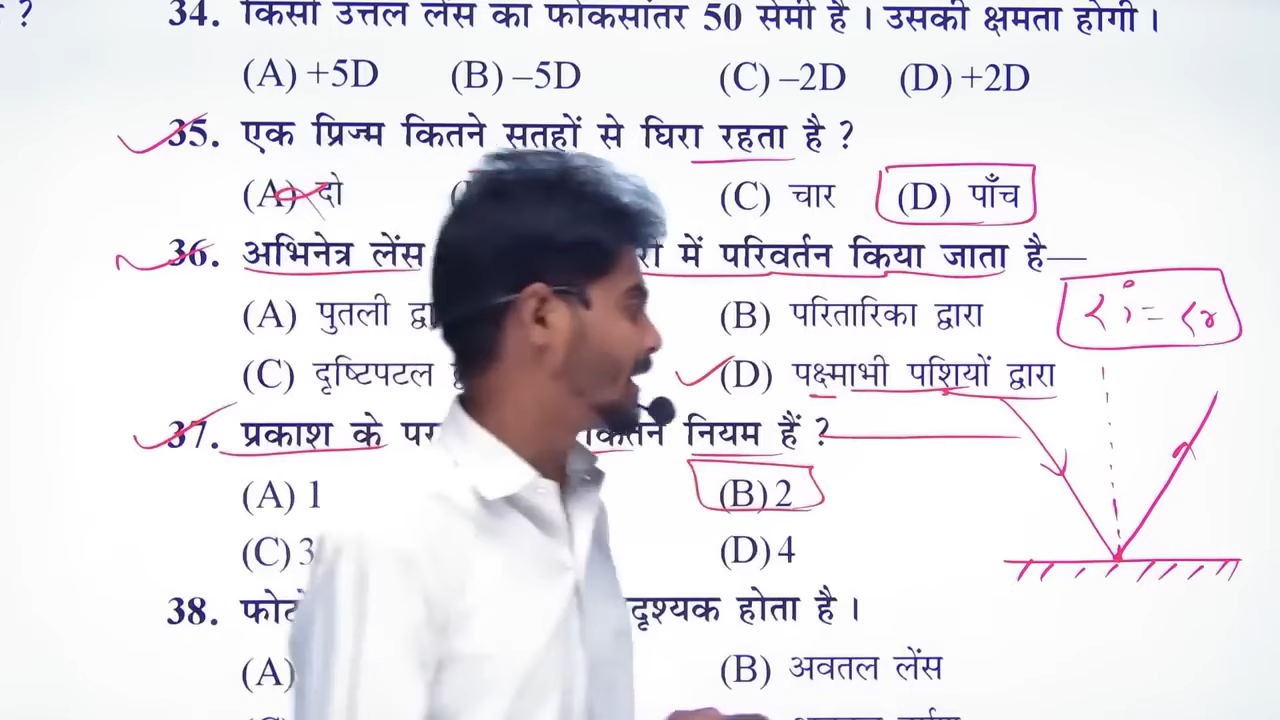 ?
34. किसी उत्तल लेंस का फोकसांतर 50 सेमी है । उसकी क्षमता होगी ।
(A) +5D (B) –5D (C) –2D (D) +2D
35. एक प्रिज्म कितने सतहों से घिरा रहता है ?
(A) दो (C) चार (D) पाँच
36. अभिनेत्र लेंस में परिवर्तन किया जाता है—
(A) पुतली (B) परितारिका द्वारा
∠i = ∠r
(C) दृष्टिपटल (D) पक्ष्माभी पशियों द्वारा
37. प्रकाश के नियम हैं ?
(A) 1 (B) 2
(C) 3 (D) 4
38. होता है ।
(A) (B) अवतल लेंस